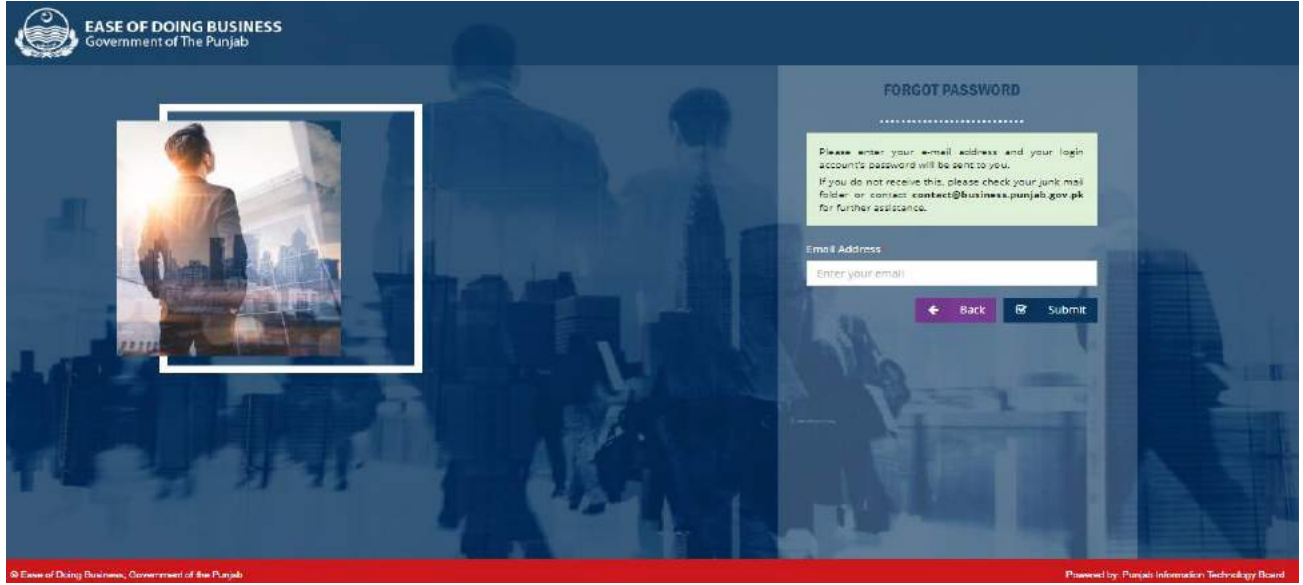 EASE OF DOING BUSINESS
Government of The Punjab
FORGOT PASSWORD
Please enter your e-mail address and your login
account's password will be sent to you.
If you do not receive this, please check your junk mail
folder or contact contact@business.punjab.gov.pk
for further assistance.
Email Address *
Enter your email
Back
Submit
© Ease of Doing Business, Government of the Punjab
Powered by: Punjab Information Technology Board